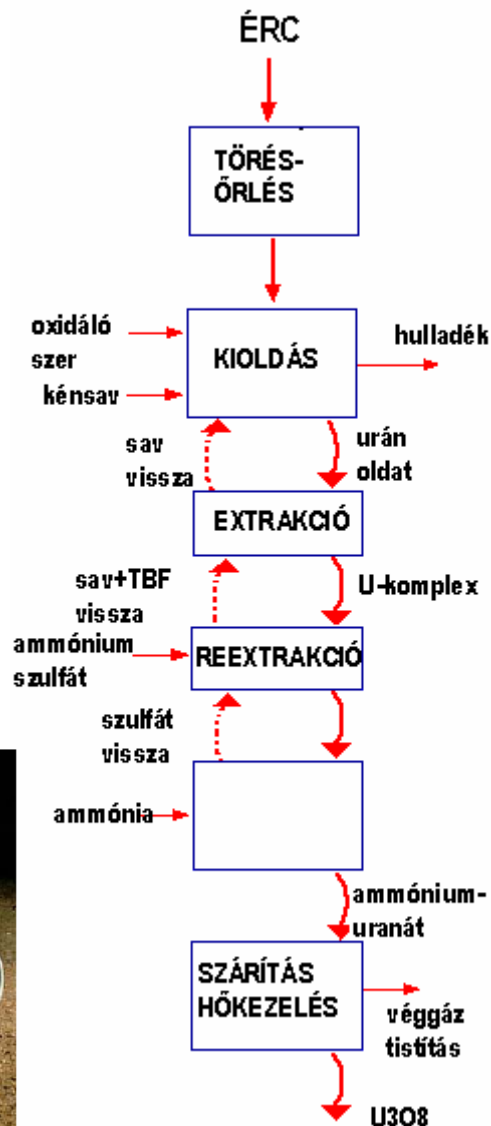 ÉRC
TÖRÉS-
ŐRLÉS
oxidáló
szer
kénsav
KIOLDÁS
hulladék
sav
vissza
urán
oldat
EXTRAKCIÓ
sav+TBF
vissza
U-komplex
ammónium
szulfát
REEXTRAKCIÓ
szulfát
vissza
ammónia
ammónium-
uranát
SZÁRÍTÁS
HŐKEZELÉS
véggáz
tistítás
U3O8